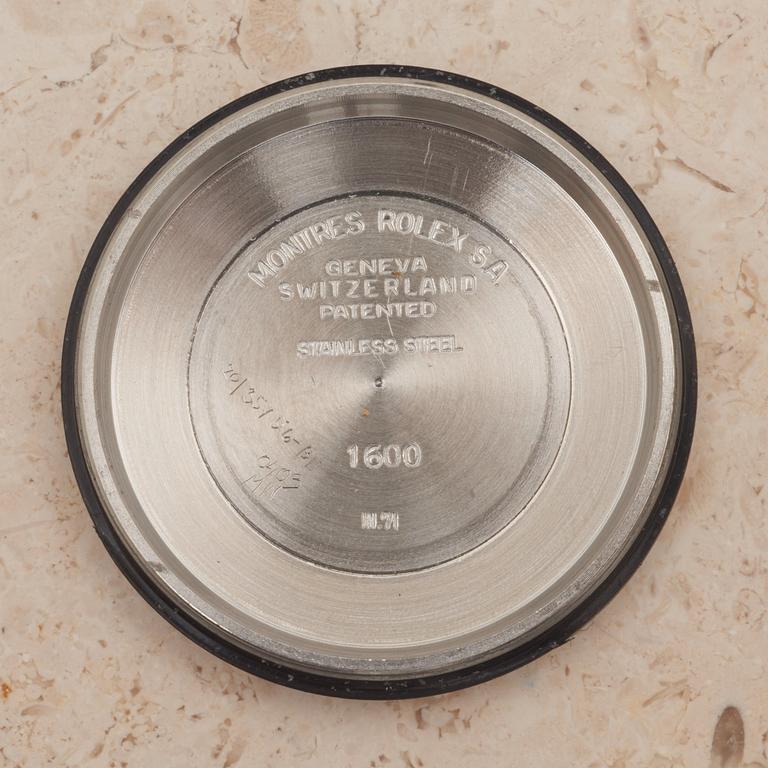 MONTRES ROLEX S.A.
GENEVA
SWITZERLAND
PATENTED
STAINLESS STEEL
1600
IV.71